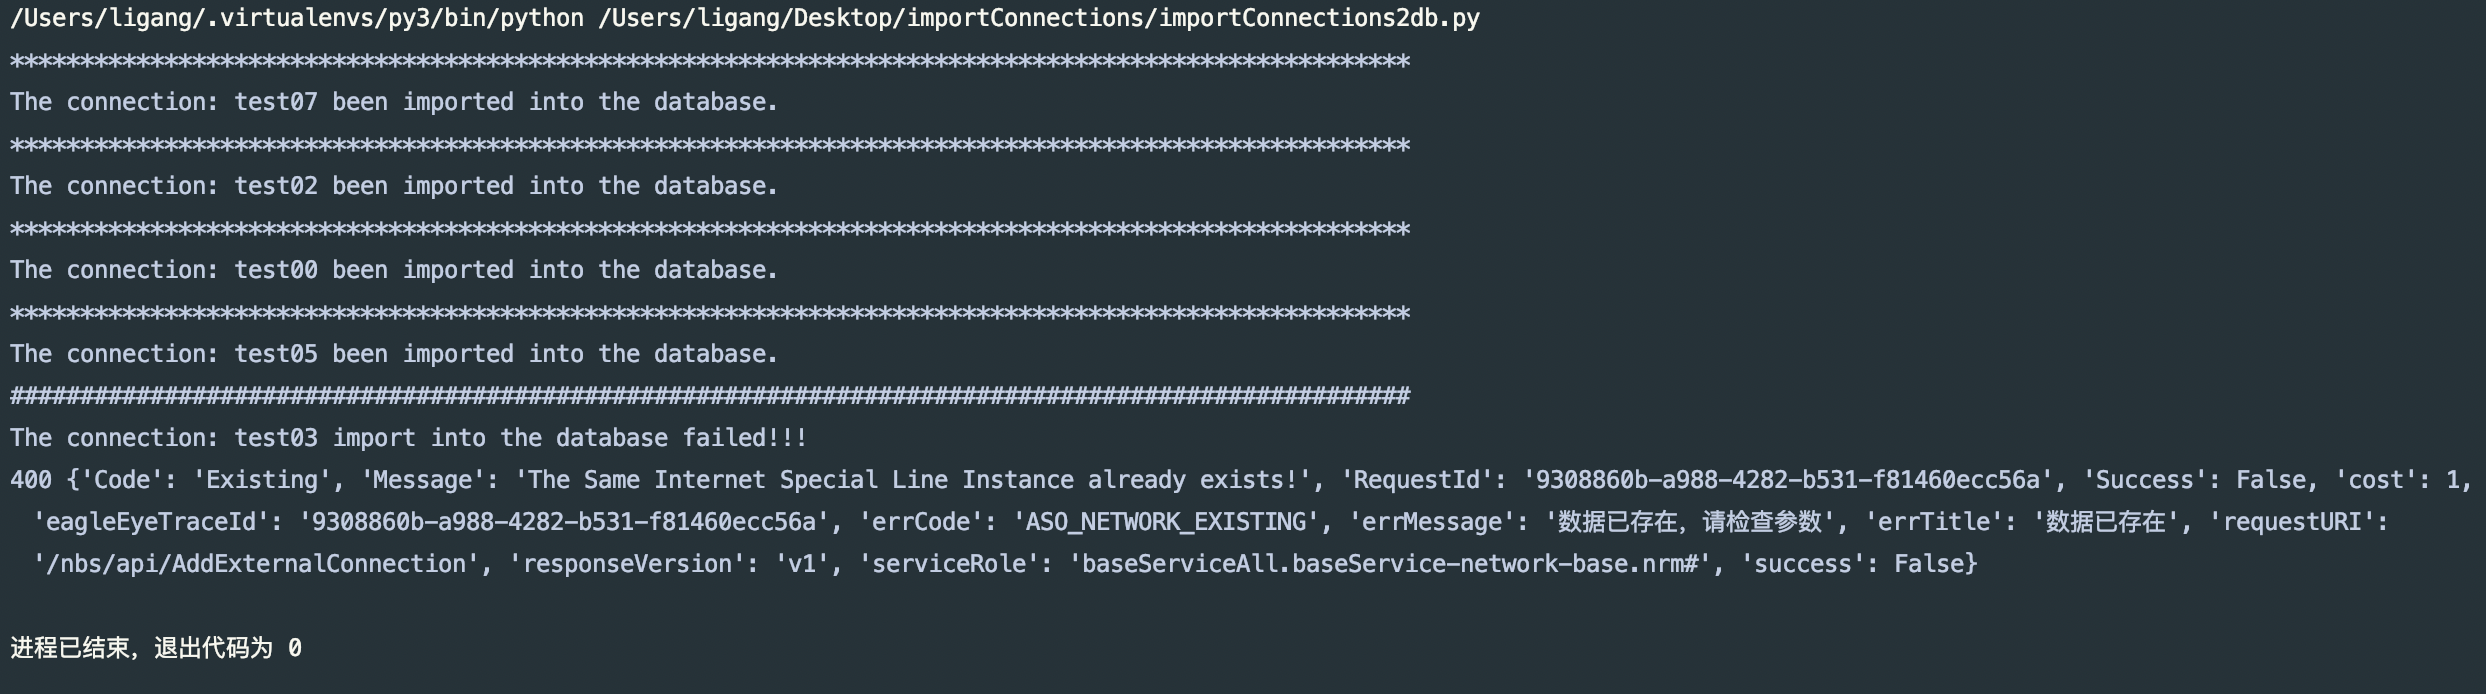 /Users/ligang/.virtualenvs/py3/bin/python /Users/ligang/Desktop/importConnections/importConnections2db.py
****************************************************************************************************
The connection: test07 been imported into the database.
****************************************************************************************************
The connection: test02 been imported into the database.
****************************************************************************************************
The connection: test00 been imported into the database.
****************************************************************************************************
The connection: test05 been imported into the database.
####################################################################################################
The connection: test03 import into the database failed!!!
400 {'Code': 'Existing', 'Message': 'The Same Internet Special Line Instance already exists!', 'RequestId': '9308860b-a988-4282-b531-f81460ecc56a', 'Success': False, 'cost': 1,
'eagleEyeTraceId': '9308860b-a988-4282-b531-f81460ecc56a', 'errCode': 'ASO_NETWORK_EXISTING', 'errMessage': '数据已存在，请检查参数', 'errTitle': '数据已存在', 'requestURI':
'/nbs/api/AddExternalConnection', 'responseVersion': 'v1', 'serviceRole': 'baseServiceAll.baseService-network-base.nrm#', 'success': False}
进程已结束，退出代码为 0